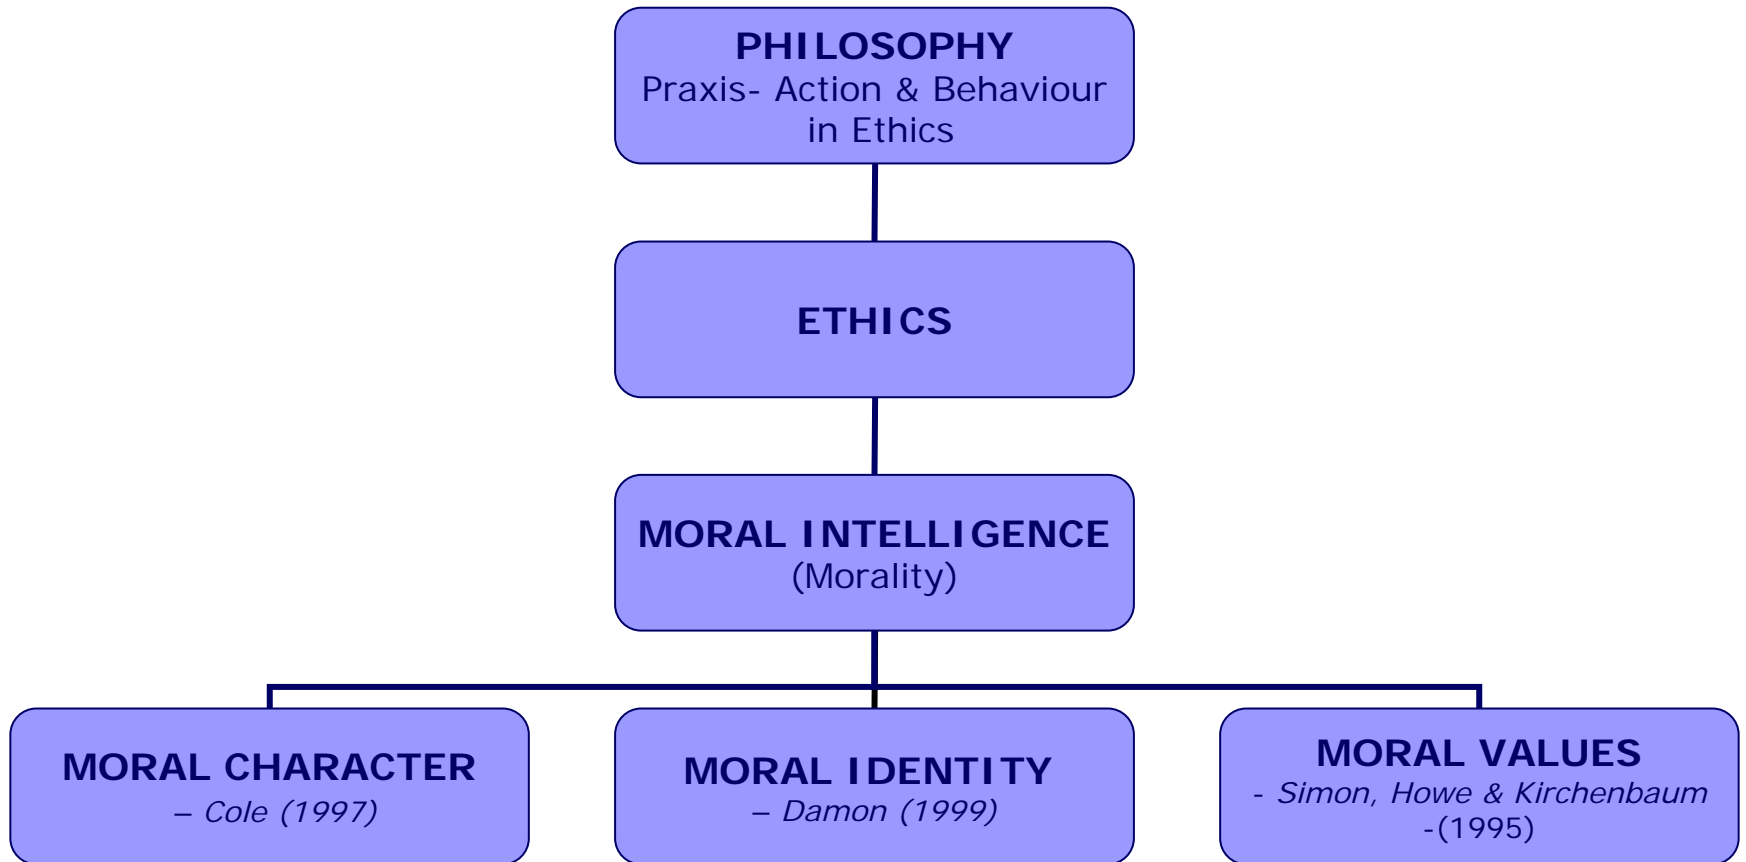 PHILOSOPHY
Praxis- Action & Behaviour
in Ethics
ETHICS
MORAL INTELLIGENCE
(Morality)
MORAL CHARACTER
– Cole (1997)
MORAL IDENTITY
– Damon (1999)
MORAL VALUES
- Simon, Howe & Kirchenbaum
-(1995)